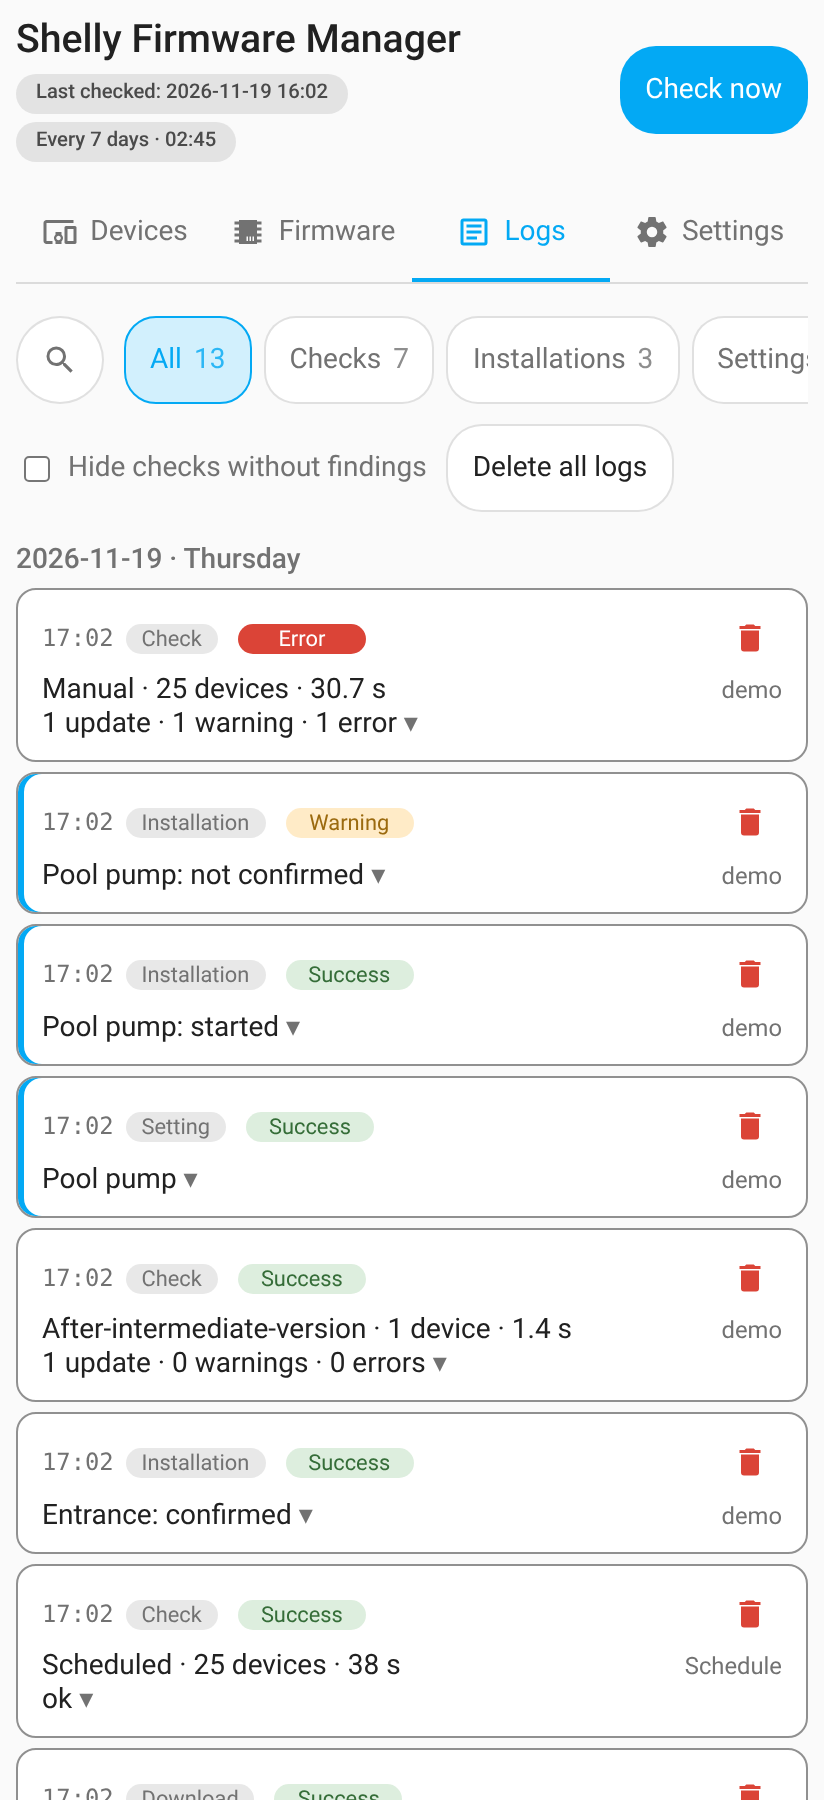 Shelly Firmware Manager
Last checked: 2026-11-19 16:02
Every 7 days · 02:45
Check now
Devices
Firmware
Logs
Settings
All 13
Checks 7
Installations 3
Settings
Hide checks without findings
Delete all logs
2026-11-19 · Thursday
17:02 Check Error
Manual · 25 devices · 30.7 s
demo
1 update · 1 warning · 1 error ▾
17:02 Installation Warning
Pool pump: not confirmed ▾
demo
17:02 Installation Success
Pool pump: started ▾
demo
17:02 Setting Success
Pool pump ▾
demo
17:02 Check Success
After-intermediate-version · 1 device · 1.4 s
demo
1 update · 0 warnings · 0 errors ▾
17:02 Installation Success
Entrance: confirmed ▾
demo
17:02 Check Success
Scheduled · 25 devices · 38 s
Schedule
ok ▾
17:02 Download Success